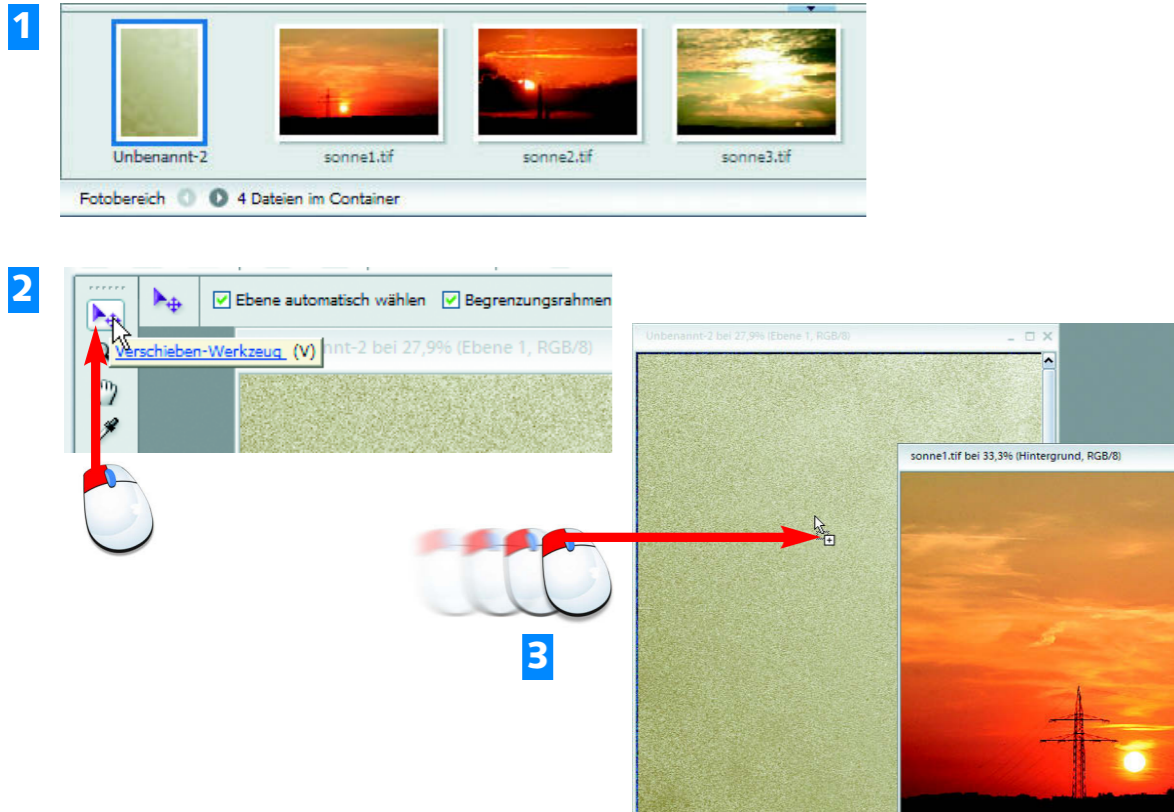 1
Unbenannt-2
sonne1.tif
sonne2.tif
sonne3.tif
Fotobereich
4 Dateien im Container
2
Ebene automatisch wählen
Begrenzungsrahmen
Verschieben-Werkzeug (V)
nnt-2 bei 27,9% (Ebene 1, RGB/8)
Unbenannt-2 bei 27,9% (Ebene 1, RGB/8)
sonne1.tif bei 33,3% (Hintergrund, RGB/8)
3